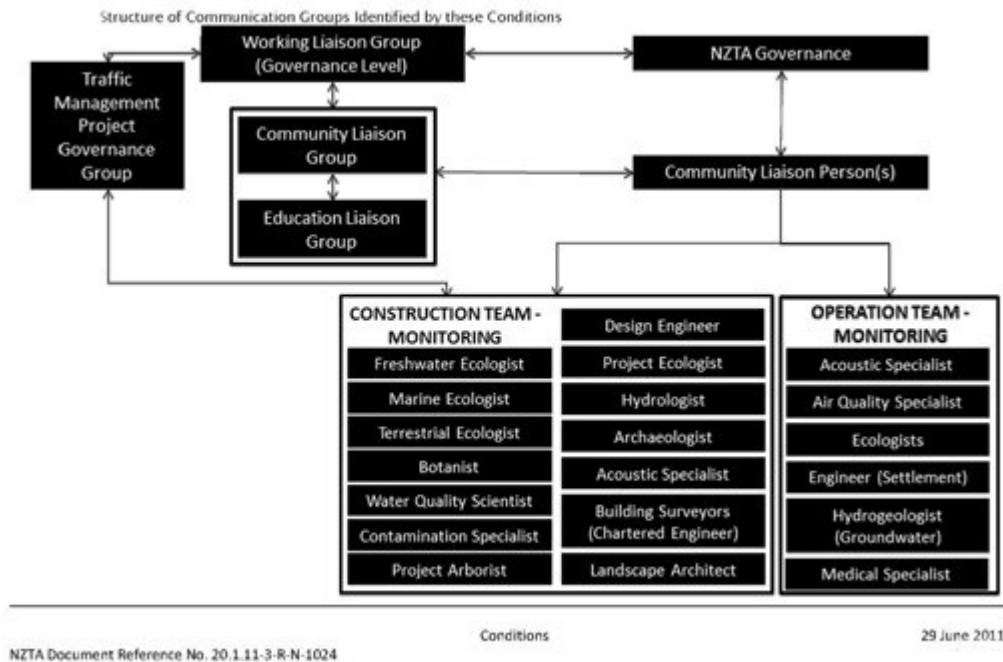 Structure of Communication Groups Identified by these Conditions
Working Liaison Group
(Governance Level)
NZTA Governance
Traffic
Management
Project
Governance
Group
Community Liaison
Group
Community Liaison Person(s)
Education Liaison
Group
CONSTRUCTION TEAM -
MONITORING
Freshwater Ecologist
Marine Ecologist
Terrestrial Ecologist
Botanist
Water Quality Scientist
Contamination Specialist
Project Arborist
Design Engineer
Project Ecologist
Hydrologist
Archaeologist
Acoustic Specialist
Building Surveyors
(Chartered Engineer)
Landscape Architect
OPERATION TEAM -
MONITORING
Acoustic Specialist
Air Quality Specialist
Ecologists
Engineer (Settlement)
Hydrogeologist
(Groundwater)
Medical Specialist
Conditions
29 June 2011
NZTA Document Reference No. 20.1.11-3-R-N-1024